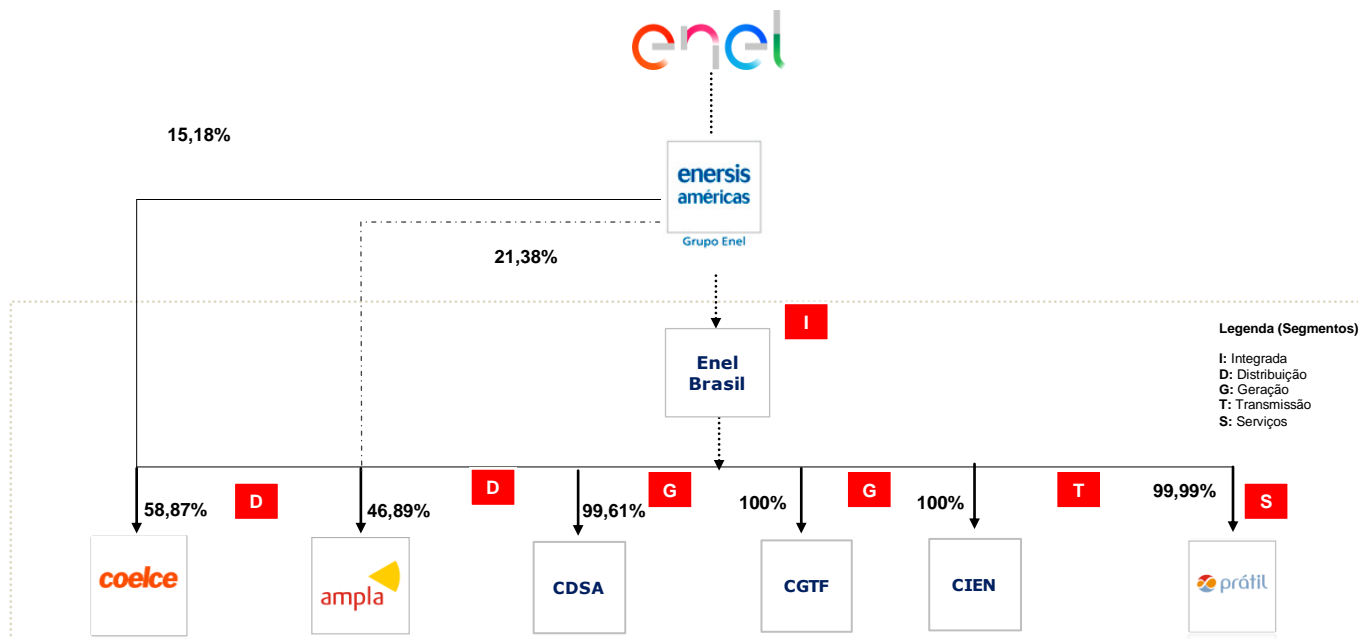 enel
15,18%
enersis
américas
Grupo Enel
21,38%
I
Enel
Brasil
Legenda (Segmentos)
I: Integrada
D: Distribuição
G: Geração
T: Transmissão
S: Serviços
58,87%
D
46,89%
D
99,61%
G
100%
G
100%
T
99,99%
S
coelce
ampla
CDSA
CGTF
CIEN
prátil